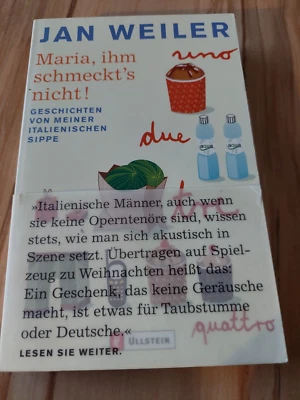 JAN WEILER
Maria, ihm
schmeckt's
nicht!
uno
GESCHICHTEN
VON MEINER
ITALIENISCHEN
SIPPE
due
»Italienische Männer, auch wenn
sie keine Operntenöre sind, wissen
stets, wie man sich akustisch in
Szene setzt. Übertragen auf Spiel-
zeug zu Weihnachten heißt das:
Ein Geschenk, das keine Geräusche
macht, ist etwas für Taubstumme
oder Deutsche.«
quattro
ULLSTEIN
LESEN SIE WEITER.